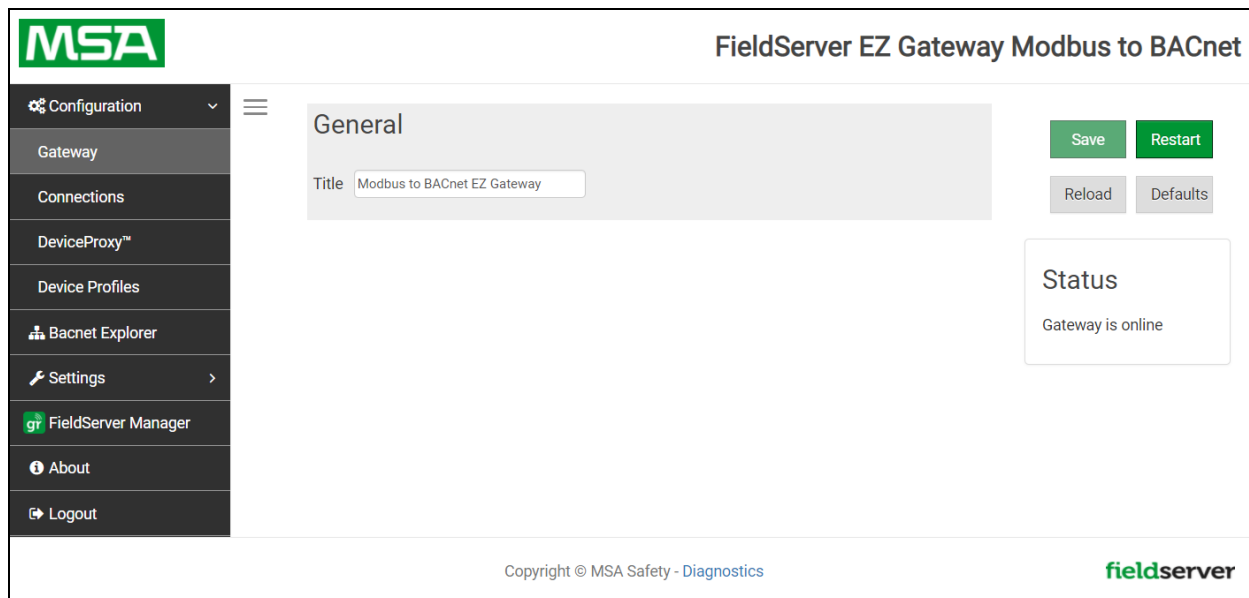 MSA
FieldServer EZ Gateway Modbus to BACnet
Configuration
Gateway
Connections
DeviceProxy™
Device Profiles
Bacnet Explorer
Settings
gr FieldServer Manager
About
Logout
General
Title Modbus to BACnet EZ Gateway
Save Restart
Reload Defaults
Status
Gateway is online
Copyright © MSA Safety - Diagnostics
fieldserver